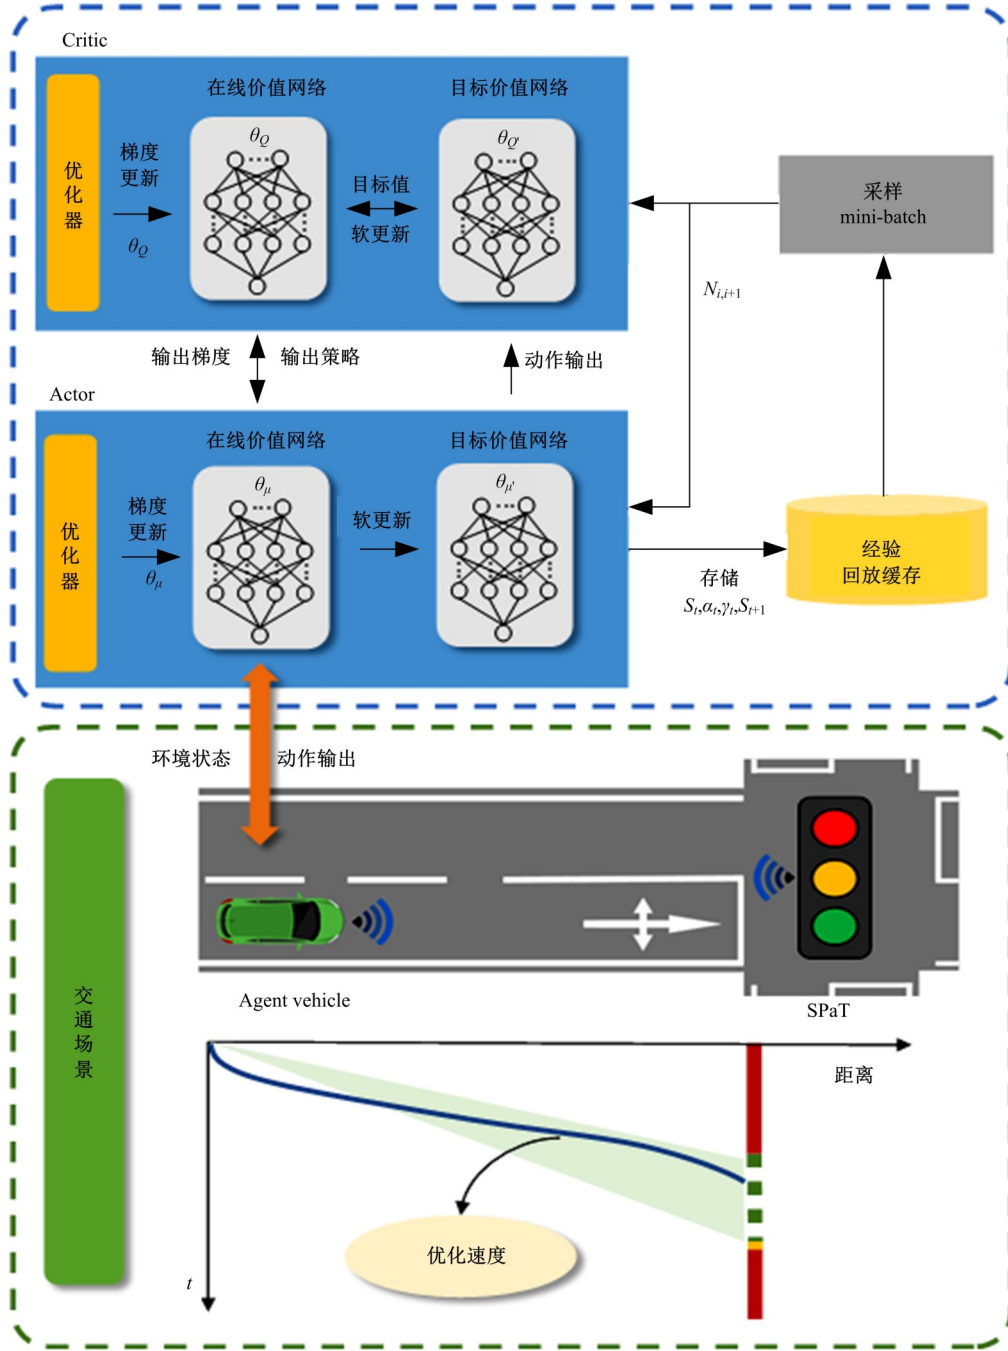 Critic
在线价值网络
目标价值网络
优化器
梯度
更新
θQ
θQ
θQ'
目标值
软更新
采样
mini-batch
Ni,i+1
输出梯度
输出策略
动作输出
Actor
在线价值网络
目标价值网络
优化器
梯度
更新
θμ
θμ
θμ'
软更新
存储
St,αt,γt,St+1
经验
回放缓存
环境状态
动作输出
交通场景
Agent vehicle
SPaT
距离
优化速度
t